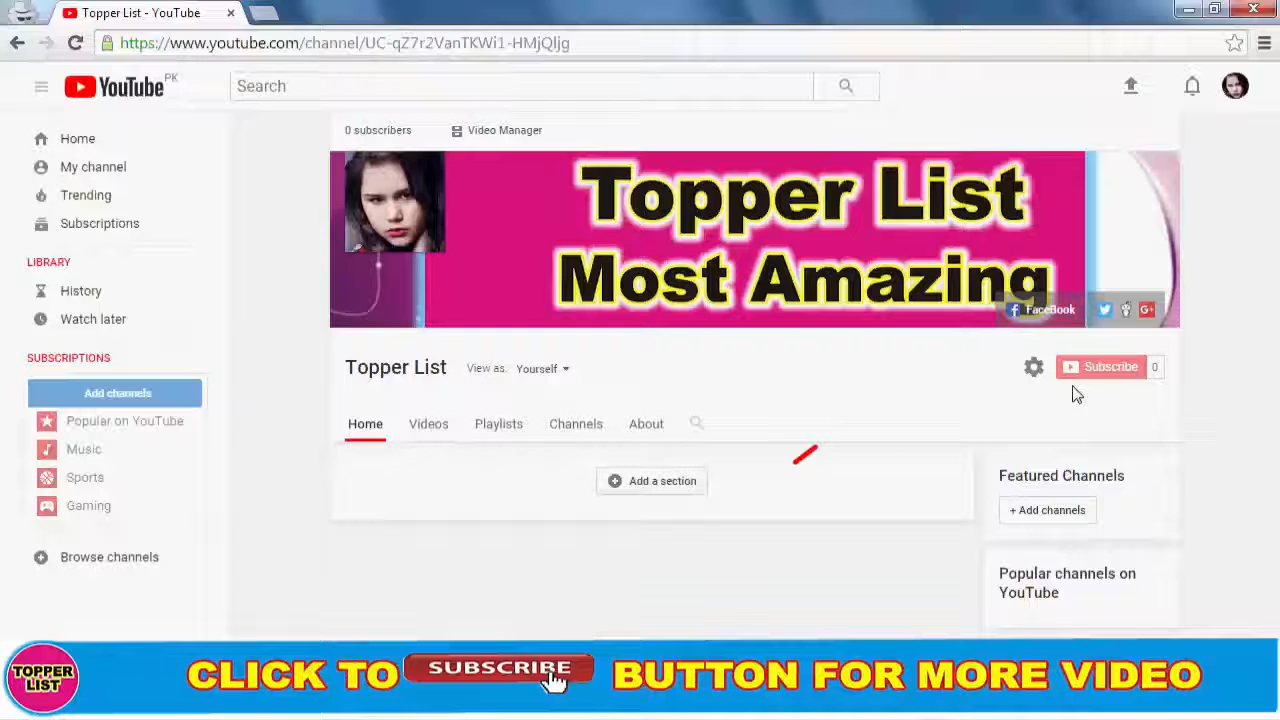 Topper List - YouTube
https://www.youtube.com/channel/UC-qZ7r2VanTKWi1-HMjQljg
YouTube PK
Search
0 subscribers Video Manager
Home
My channel
Trending
Subscriptions
LIBRARY
History
Watch later
SUBSCRIPTIONS
Add channels
Popular on YouTube
Music
Sports
Gaming
Browse channels
Topper List
Most Amazing
FaceBook
Topper List View as: Yourself
Subscribe 0
Home Videos Playlists Channels About
Add a section
Featured Channels
+ Add channels
Popular channels on
YouTube
TOPPER
LIST
CLICK TO SUBSCRIBE BUTTON FOR MORE VIDEO